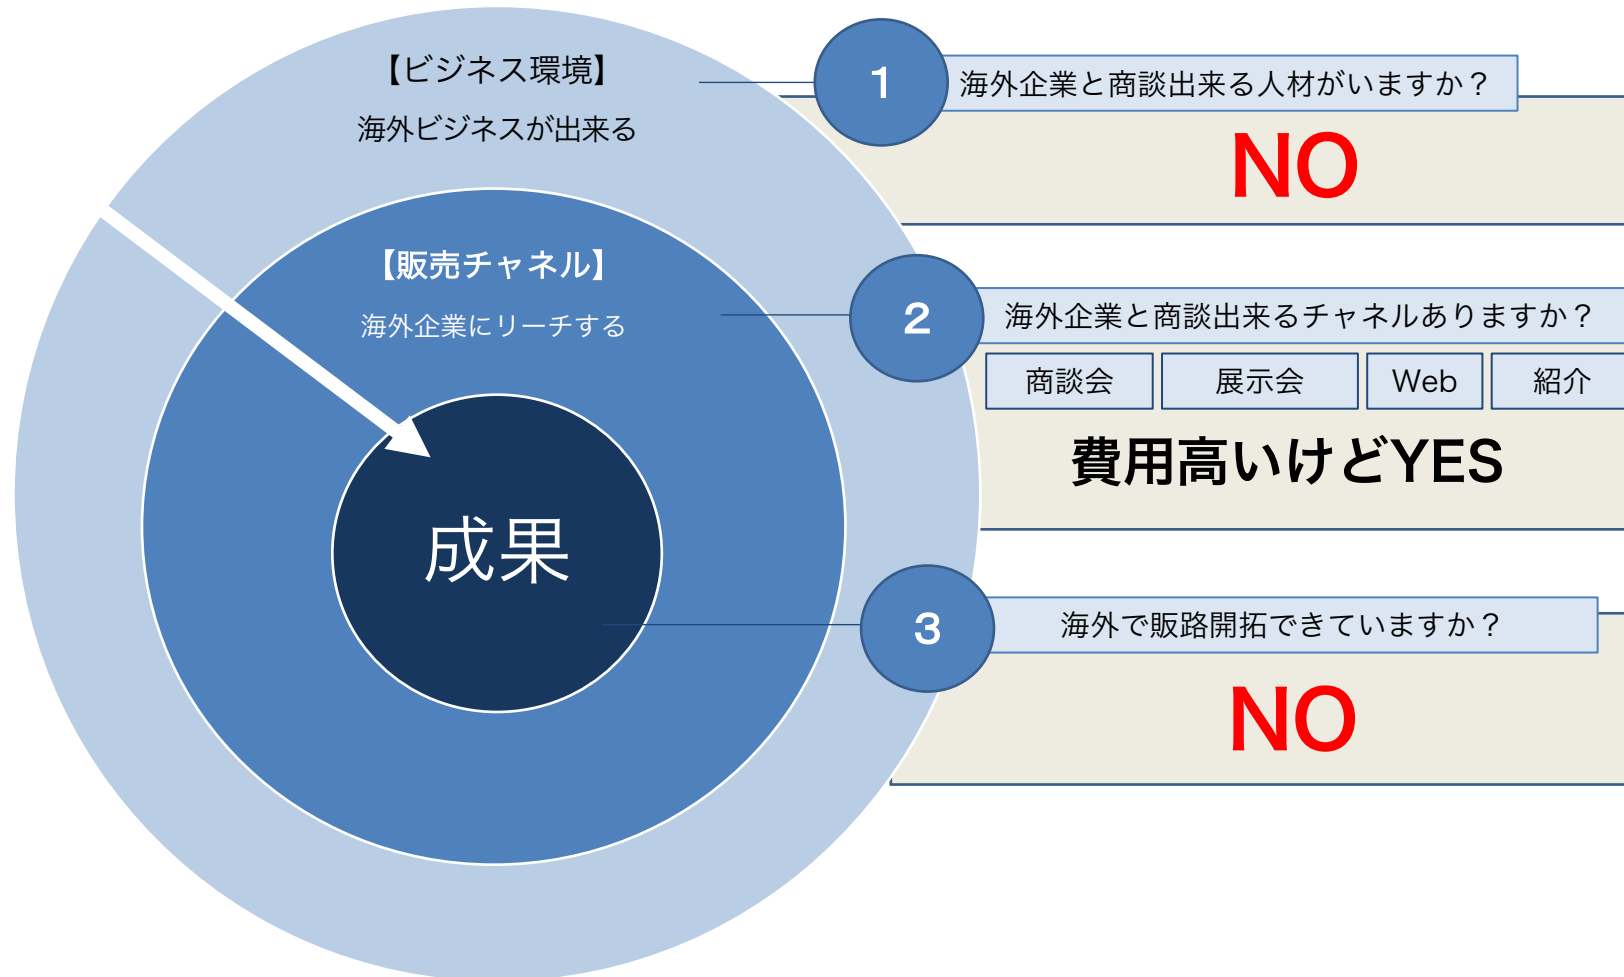 【ビジネス環境】
海外ビジネスが出来る
【販売チャネル】
海外企業にリーチする
成果
1
海外企業と商談出来る人材がいますか？
NO
2
海外企業と商談出来るチャネルありますか？
商談会 展示会 Web 紹介
費用高いけどYES
3
海外で販路開拓できていますか？
NO